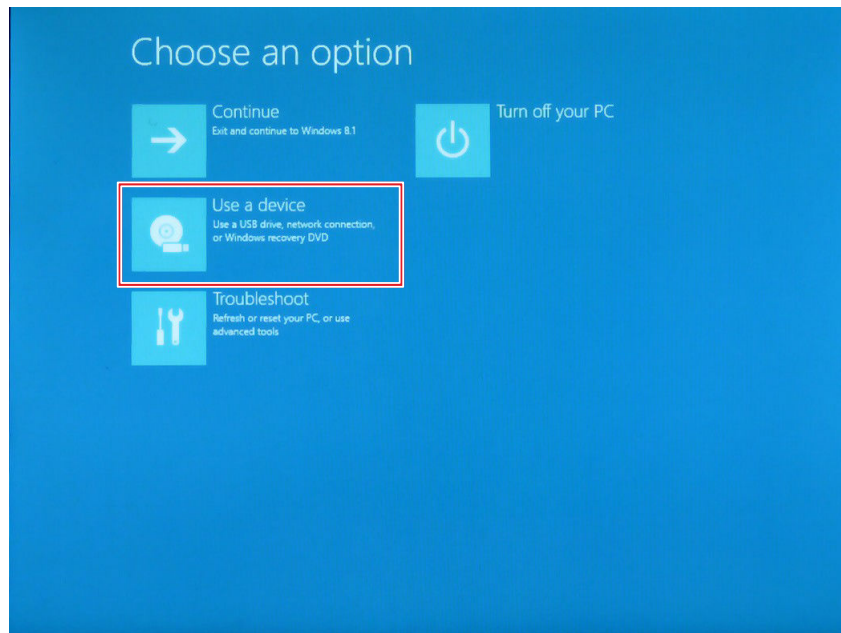 Choose an option
Continue
Exit and continue to Windows 8.1
Turn off your PC
Use a device
Use a USB drive, network connection,
or Windows recovery DVD
Troubleshoot
Refresh or reset your PC, or use
advanced tools